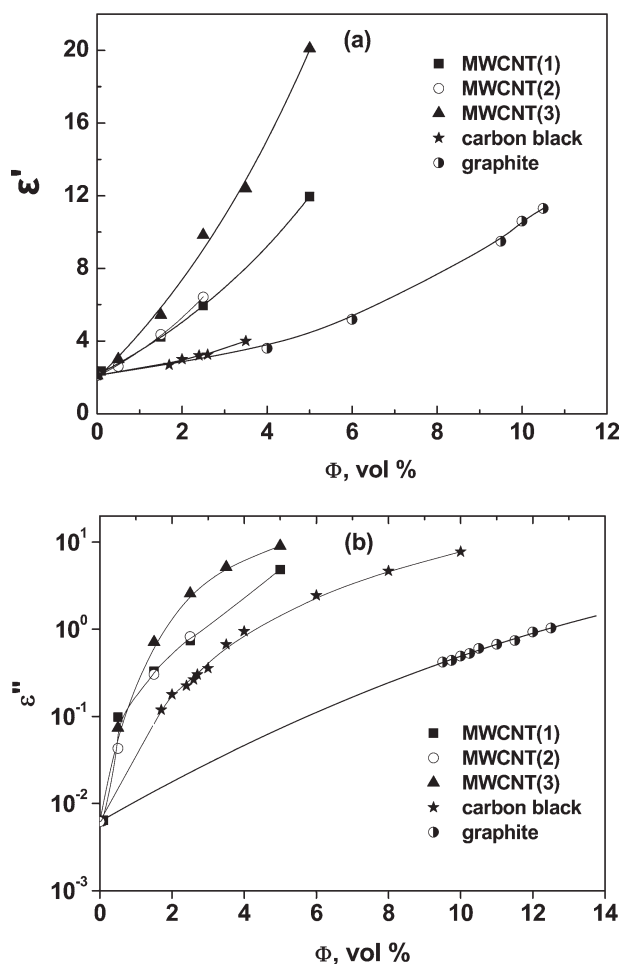 (a)
20
16
12
8
4
0
ε'
MWCNT(1)
MWCNT(2)
MWCNT(3)
carbon black
graphite
0 2 4 6 8 10 12
Φ, vol %
(b)
10¹
10⁰
10⁻¹
10⁻²
10⁻³
ε"
MWCNT(1)
MWCNT(2)
MWCNT(3)
carbon black
graphite
0 2 4 6 8 10 12 14
Φ, vol %